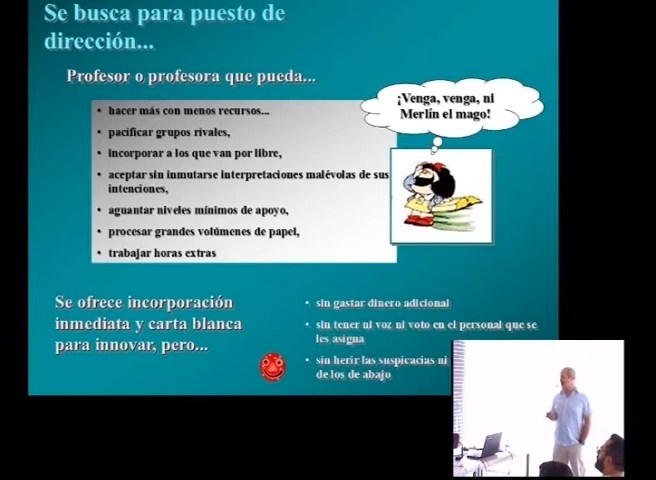 Se busca para puesto de
dirección...
Profesor o profesora que pueda...
¡Venga, venga, ni
Merlín el mago!
• hacer más con menos recursos...
• pacificar grupos rivales,
• incorporar a los que van por libre,
• aceptar sin inmutarse interpretaciones malévolas de sus
intenciones,
• aguantar niveles mínimos de apoyo,
• procesar grandes volúmenes de papel,
• trabajar horas extras
Se ofrece incorporación
inmediata y carta blanca
para innovar, pero...
• sin gastar dinero adicional
• sin tener ni voz ni voto en el personal que se
les asigna
• sin herir las suspicacias ni
de los de abajo